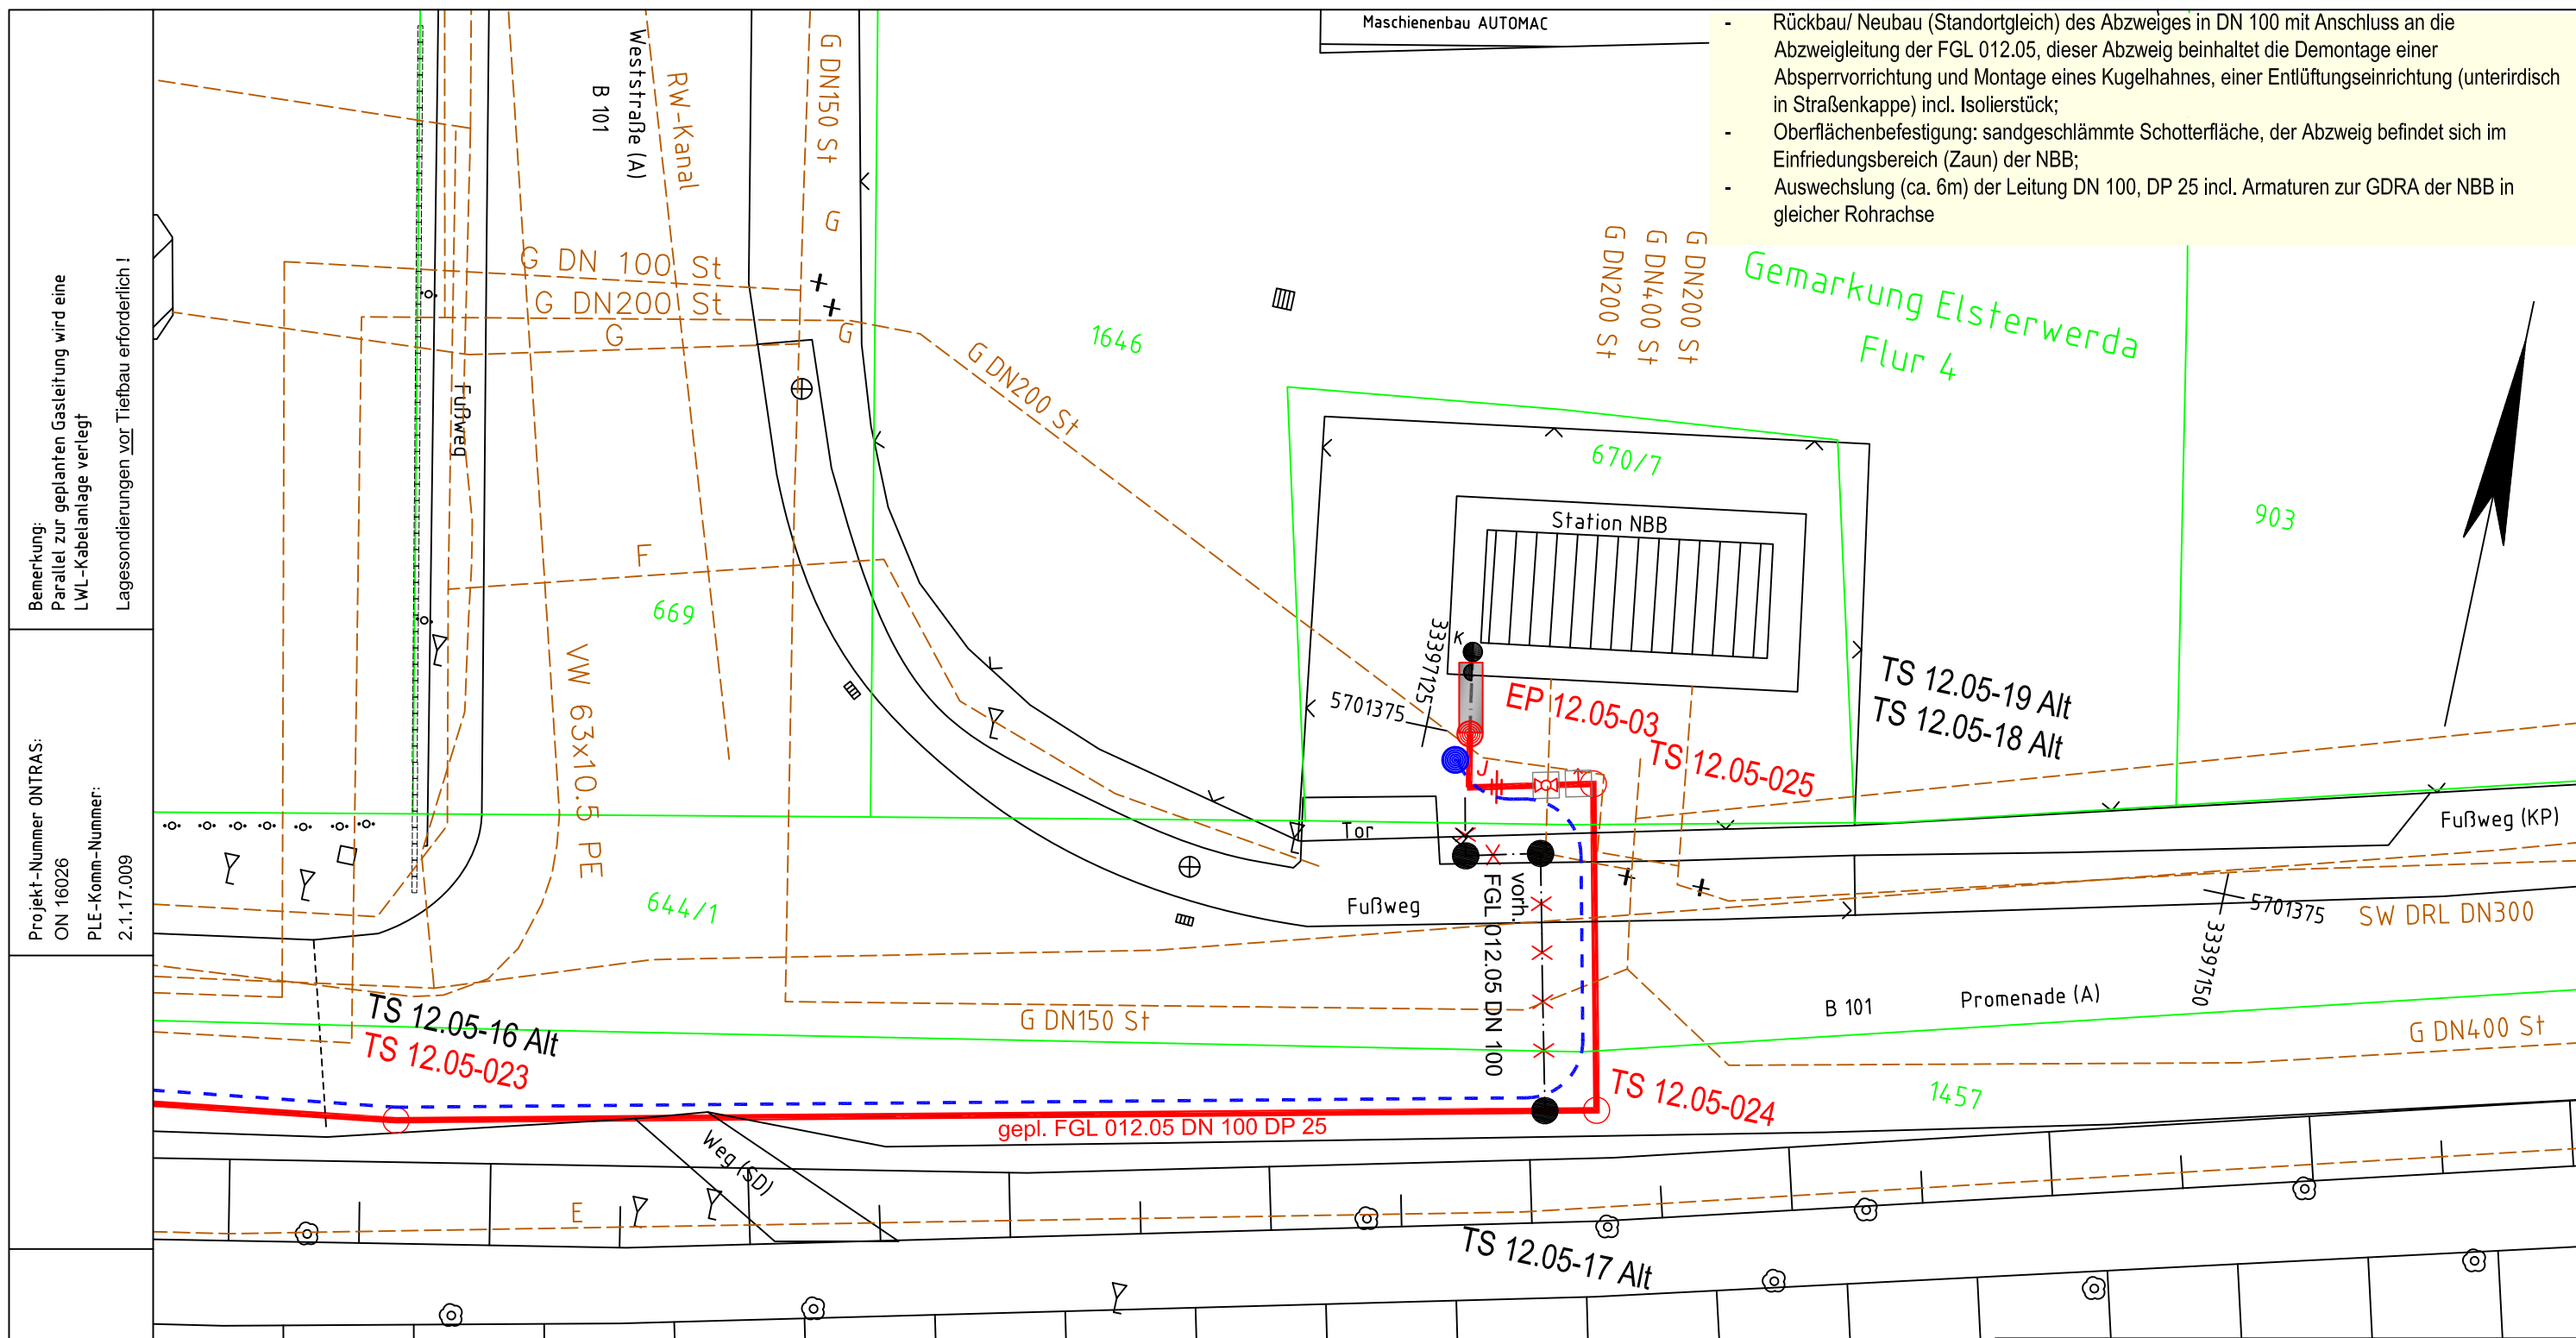 Maschienenbau AUTOMAC
- Rückbau/ Neubau (Standortgleich) des Abzweiges in DN 100 mit Anschluss an die
Abzweigleitung der FGL 012.05, dieser Abzweig beinhaltet die Demontage einer
Absperrvorrichtung und Montage eines Kugelhahnes, einer Entlüftungseinrichtung (unterirdisch
in Straßenkappe) incl. Isolierstück;
- Oberflächenbefestigung: sandgeschlämmte Schotterfläche, der Abzweig befindet sich im
Einfriedungsbereich (Zaun) der NBB;
- Auswechslung (ca. 6m) der Leitung DN 100, DP 25 incl. Armaturen zur GDRA der NBB in
gleicher Rohrachse
Bemerkung:
Parallel zur geplanten Gasleitung wird eine
LWL-Kabelanlage verlegt
Lagesondierungen vor Tiefbau erforderlich !
Projekt-Nummer ONTRAS:
ON 16026
PLE-Komm-Nummer:
2.1.17.009
Weststraße (A)
B 101
RW-Kanal
G DN150 St
G
G DN 100 St
G DN200 St
G
G
Fußweg
G DN200 St
1646
G DN200 St
G DN400 St
G DN200 St
Gemarkung Elsterwerda
Flur 4
670/7
903
Station NBB
F
669
VW 63x10.5 PE
644/1
33397125
K
5701375
EP 12.05-03
TS 12.05-025
J
1
TS 12.05-19 Alt
TS 12.05-18 Alt
Tor
Fußweg (KP)
Fußweg
vorh.
FGL 012.05 DN 100
5701375
33397150
SW DRL DN300
B 101
Promenade (A)
G DN150 St
G DN400 St
TS 12.05-16 Alt
TS 12.05-023
TS 12.05-024
1457
gepl. FGL 012.05 DN 100 DP 25
Weg (SD)
E
TS 12.05-17 Alt